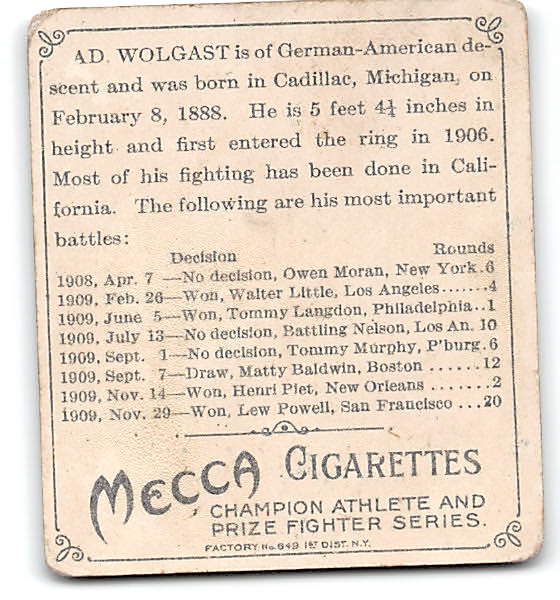 AD. WOLGAST is of German-American de-
scent and was born in Cadillac, Michigan, on
February 8, 1888. He is 5 feet 4¼ inches in
height and first entered the ring in 1906.
Most of his fighting has been done in Cali-
fornia. The following are his most important
battles:
Decision Rounds
1908, Apr. 7 —No decision, Owen Moran, New York.6
1909, Feb. 26—Won, Walter Little, Los Angeles.......4
1909, June 5—Won, Tommy Langdon, Philadelphia..1
1909, July 13—No decision, Battling Nelson, Los An. 10
1909, Sept. 1—No decision, Tommy Murphy, P'burg.6
1909, Sept. 7—Draw, Matty Baldwin, Boston ......12
1909, Nov. 14—Won, Henri Piet, New Orleans .......2
1909, Nov. 29—Won, Lew Powell, San Francisco ...20
MECCA CIGARETTES
CHAMPION ATHLETE AND
PRIZE FIGHTER SERIES.
FACTORY No. 649 1ST DIST. N.Y.